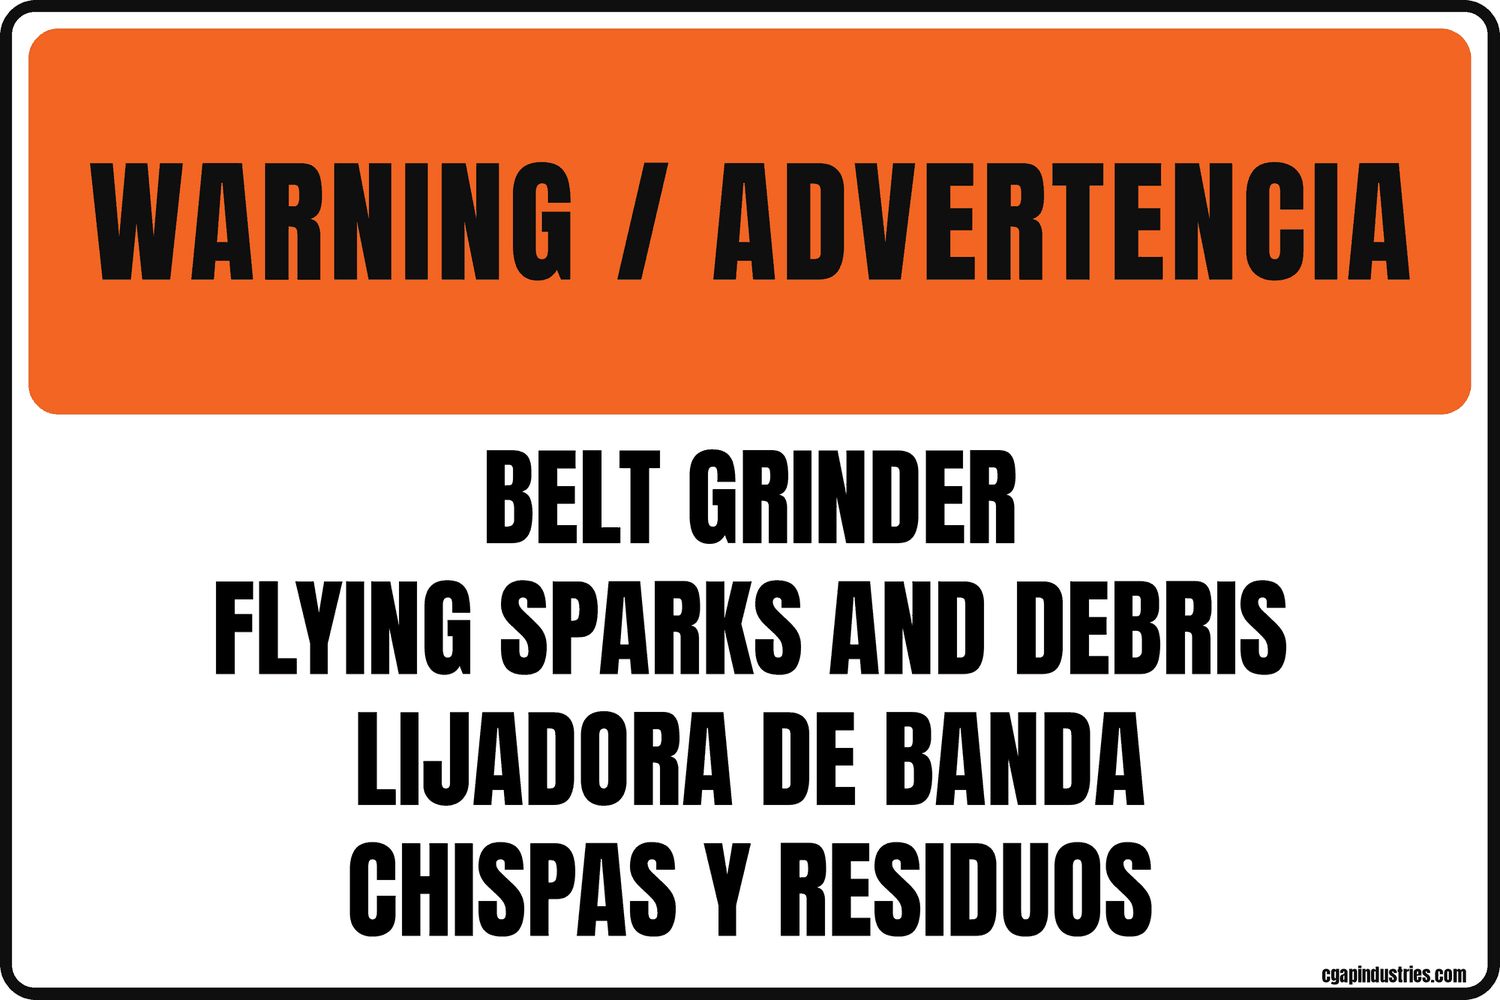 WARNING / ADVERTENCIA
BELT GRINDER
FLYING SPARKS AND DEBRIS
LIJADORA DE BANDA
CHISPAS Y RESIDUOS
cgapindustries.com